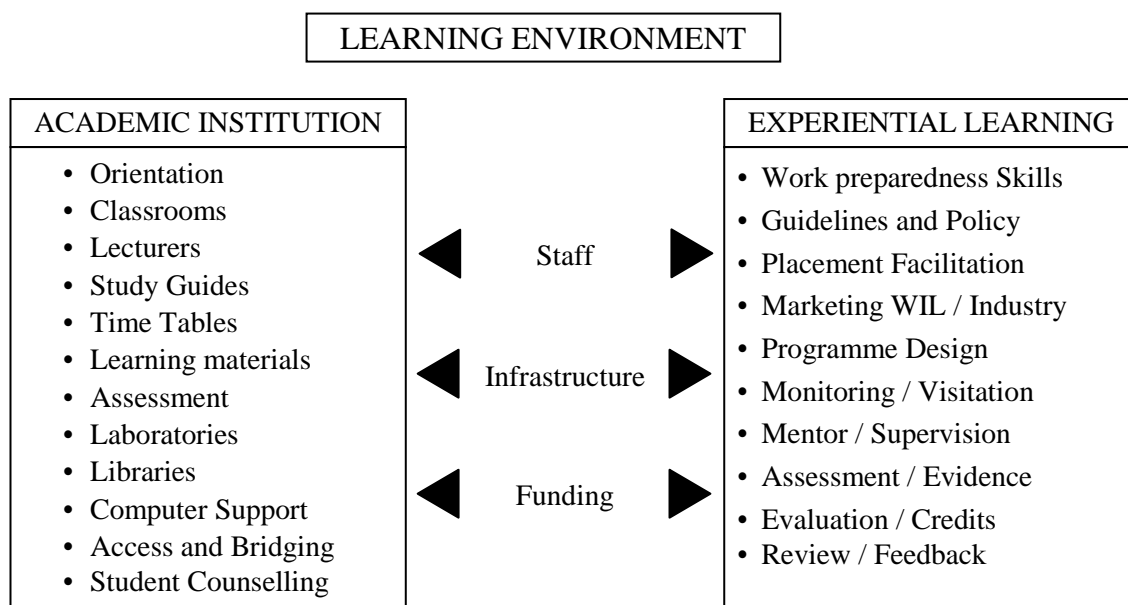 LEARNING ENVIRONMENT
ACADEMIC INSTITUTION
• Orientation
• Classrooms
• Lecturers
• Study Guides
• Time Tables
• Learning materials
• Assessment
• Laboratories
• Libraries
• Computer Support
• Access and Bridging
• Student Counselling
Staff
Infrastructure
Funding
EXPERIENTIAL LEARNING
• Work preparedness Skills
• Guidelines and Policy
• Placement Facilitation
• Marketing WIL / Industry
• Programme Design
• Monitoring / Visitation
• Mentor / Supervision
• Assessment / Evidence
• Evaluation / Credits
• Review / Feedback